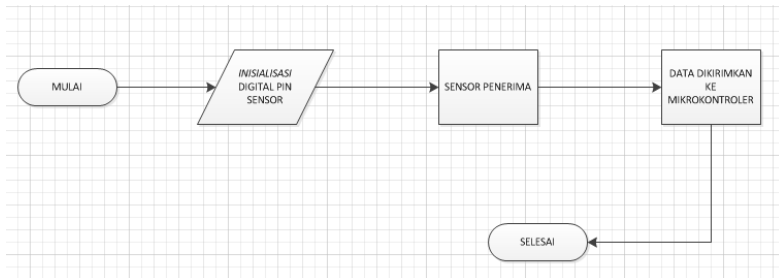 MULAI
INISIALISASI
DIGITAL PIN
SENSOR
SENSOR PENERIMA
DATA DIKIRIMKAN
KE
MIKROKONTROLER
SELESAI